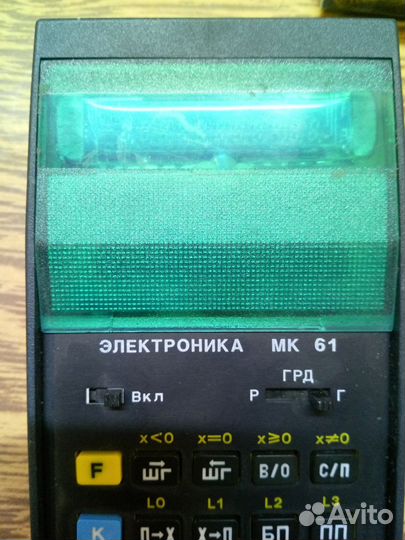 ЭЛЕКТРОНИКА МК 61
ГРД
Вкл Р Г
x<0 x=0 x≥0 x≠0
F ШГ ШГ В/О С/П
L0 L1 L2 L3
K П→X X→П БП ПП
Avito